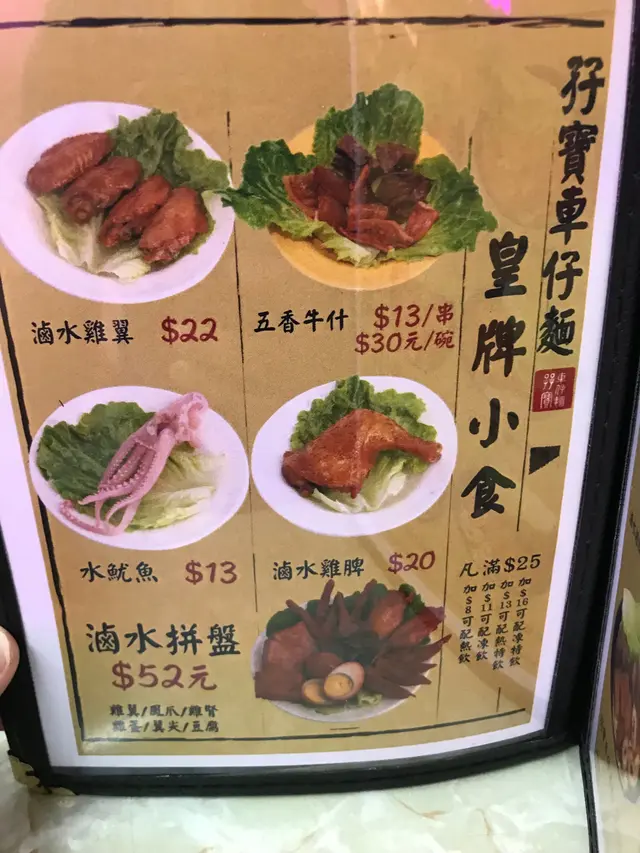 孖寶車仔麵
皇牌小食
滷水雞翼 $22
五香牛什 $13/串
$30元/碗
水魷魚 $13
滷水雞脾 $20
滷水拼盤
$52元
雞翼/鳳爪/雞腎
雞蛋/翼尖/豆腐
凡滿$25
加$16可配凍特飲
加$13可配熱特飲
加$11可配凍飲
加$8可配熱飲